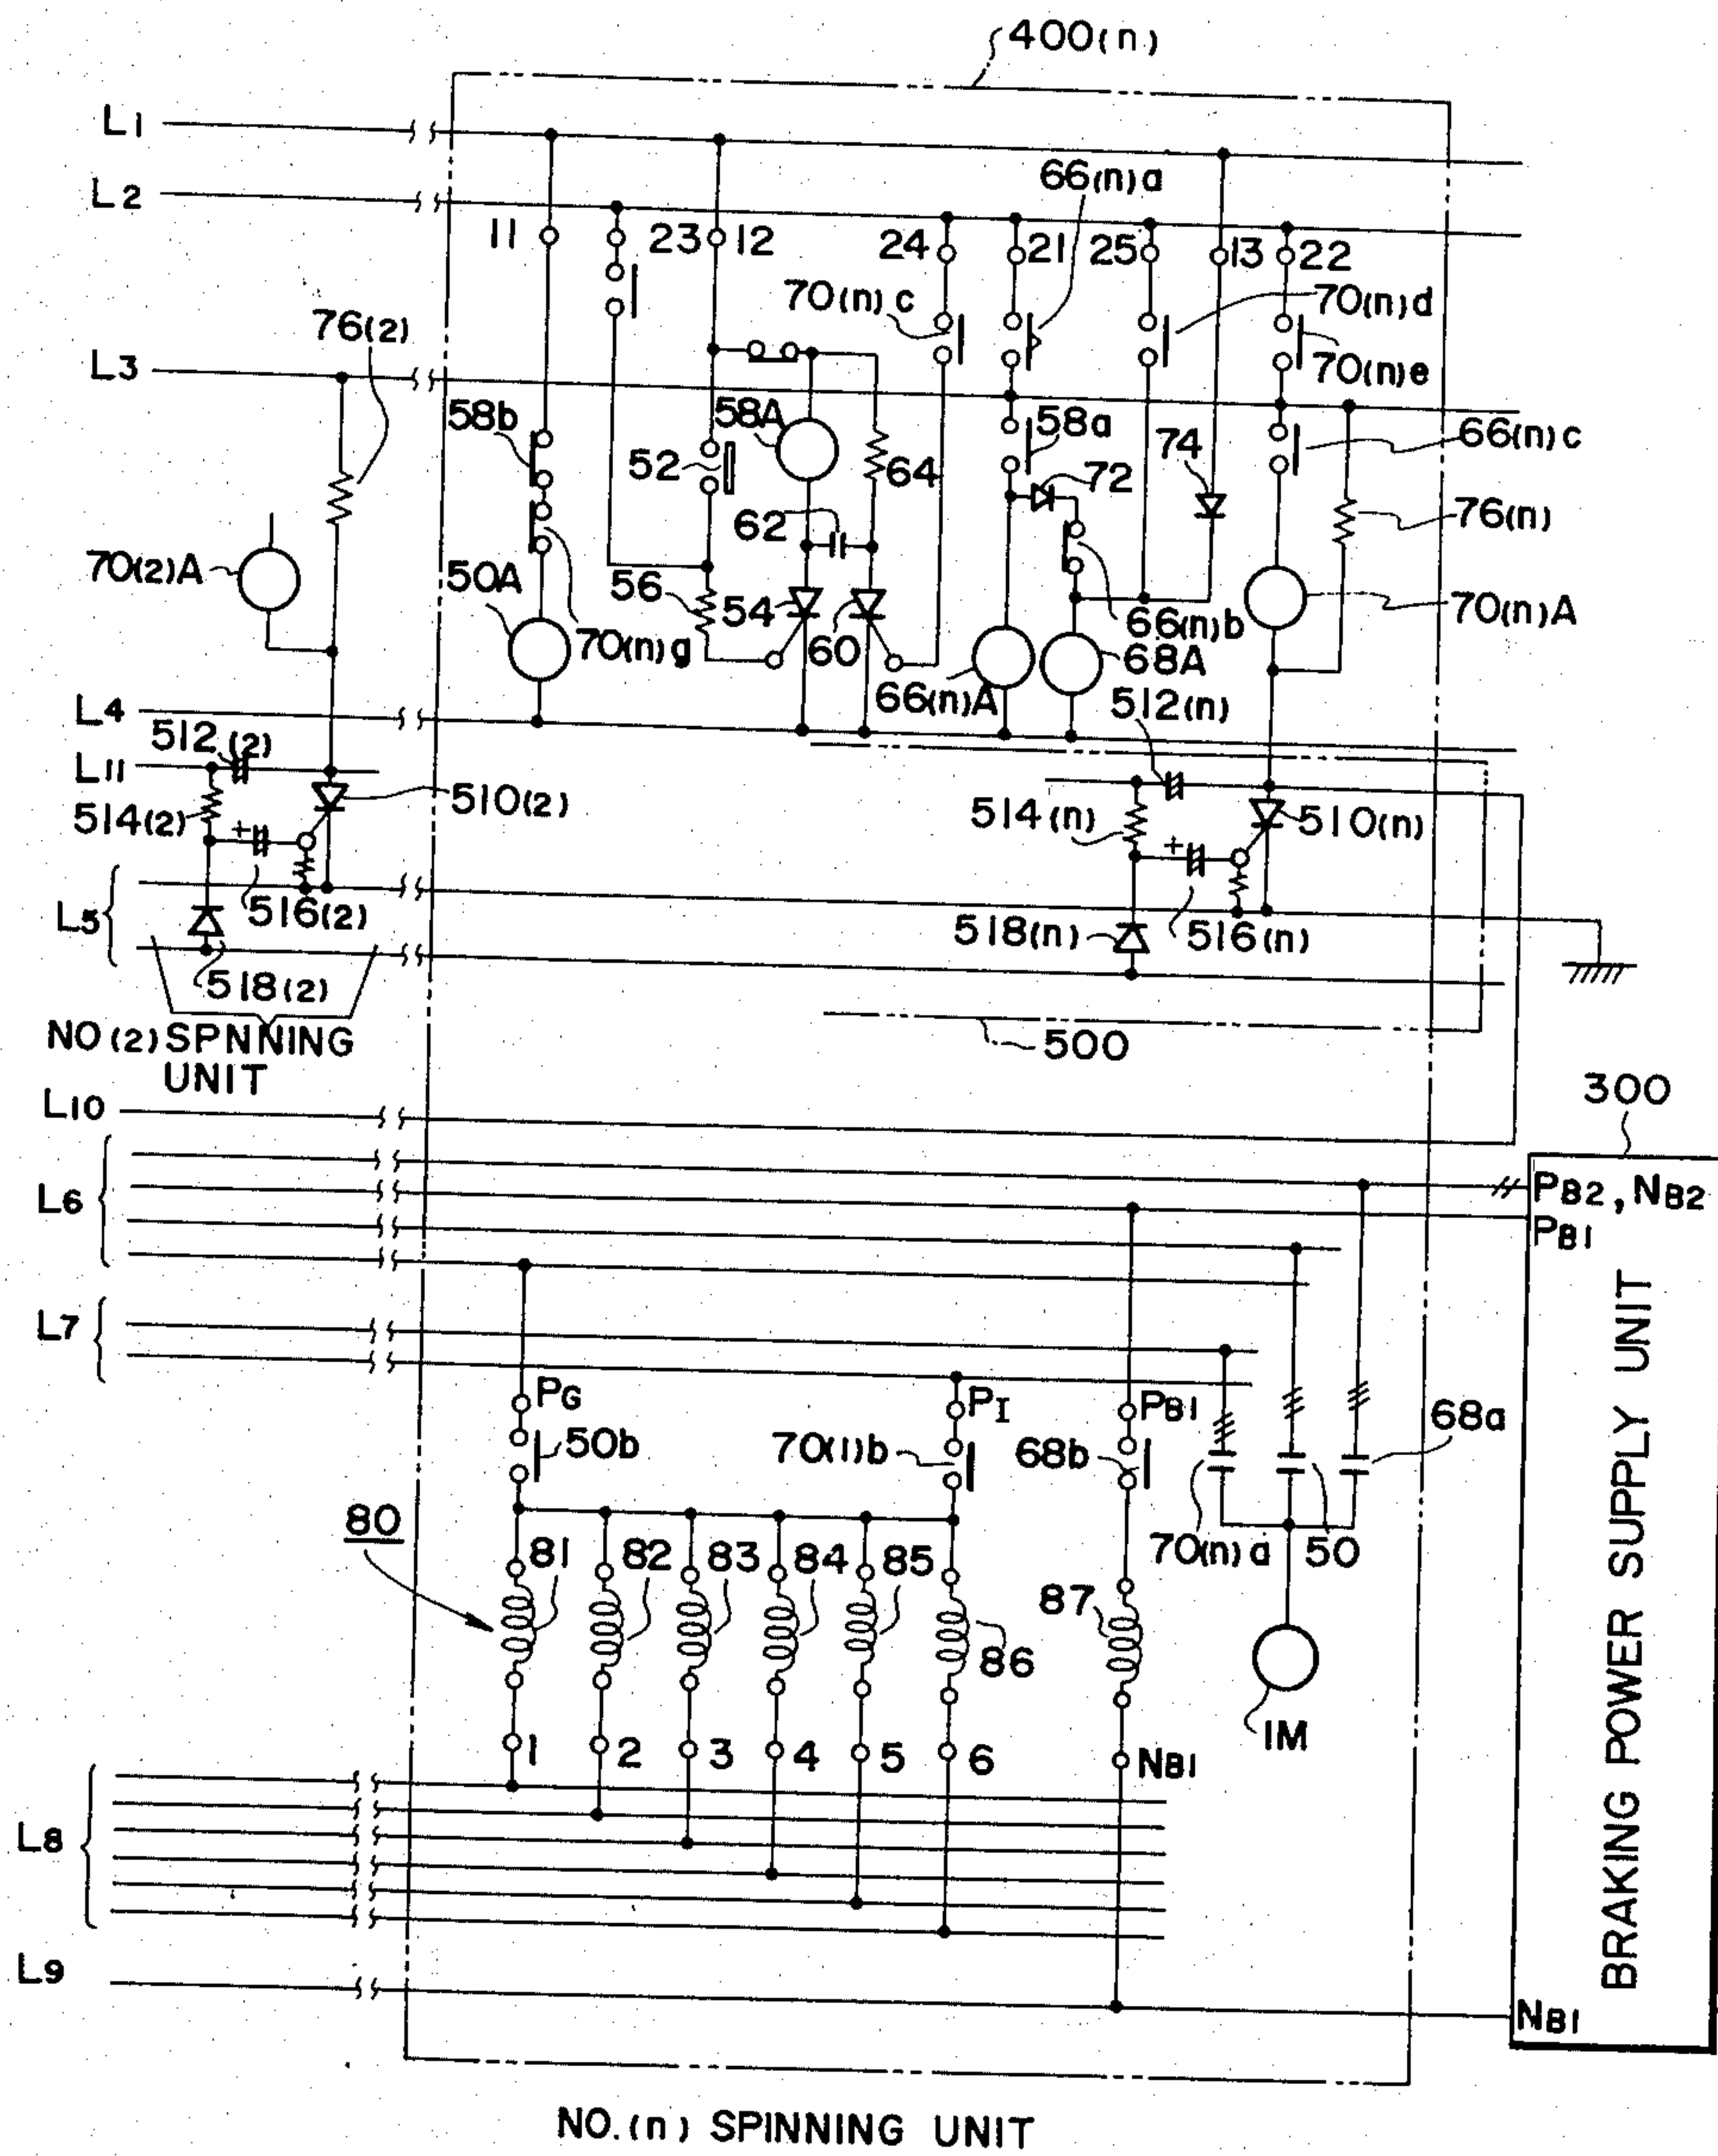 400(n)
L1
L2
66(n)a
11
23
12
24
21
25
13
22
70(n)c
70(n)d
76(2)
70(n)e
L3
58b
58A
58a
74
66(n)c
52
64
72
76(n)
62
70(2)A
50A
56
54
60
66(n)b
70(n)A
70(n)g
68A
66(n)A
L4
512(n)
512(2)
L11
510(2)
514(2)
514(n)
510(n)
+
+
L5
516(2)
518(n)
516(n)
518(2)
NO(2)SPNNING
UNIT
500
L10
300
L6
PB2, NB2
PB1
L7
PG
PI
PB1
68a
50b
70(1)b
68b
80
81
82
83
84
85
70(n)a
50
87
86
BRAKING POWER SUPPLY UNIT
IM
1
2
3
4
5
6
NB1
L8
L9
NB1
NO.(n) SPINNING UNIT